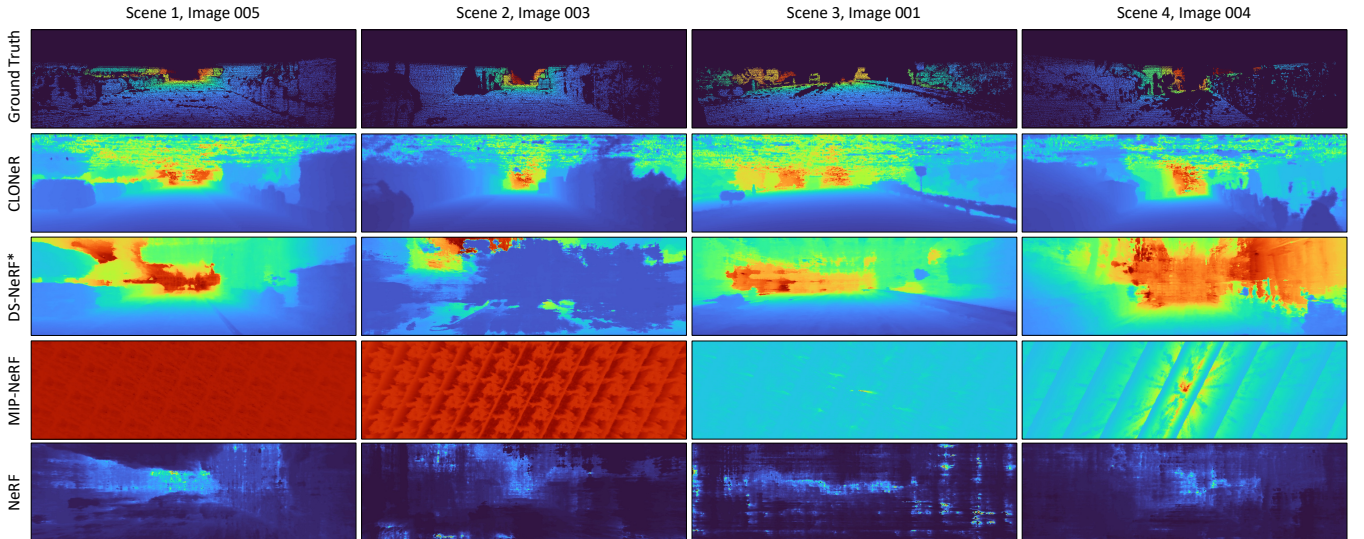 Scene 1, Image 005
Scene 2, Image 003
Scene 3, Image 001
Scene 4, Image 004
Ground Truth
CLONeR
DS-NeRF*
MIP-NeRF
NeRF